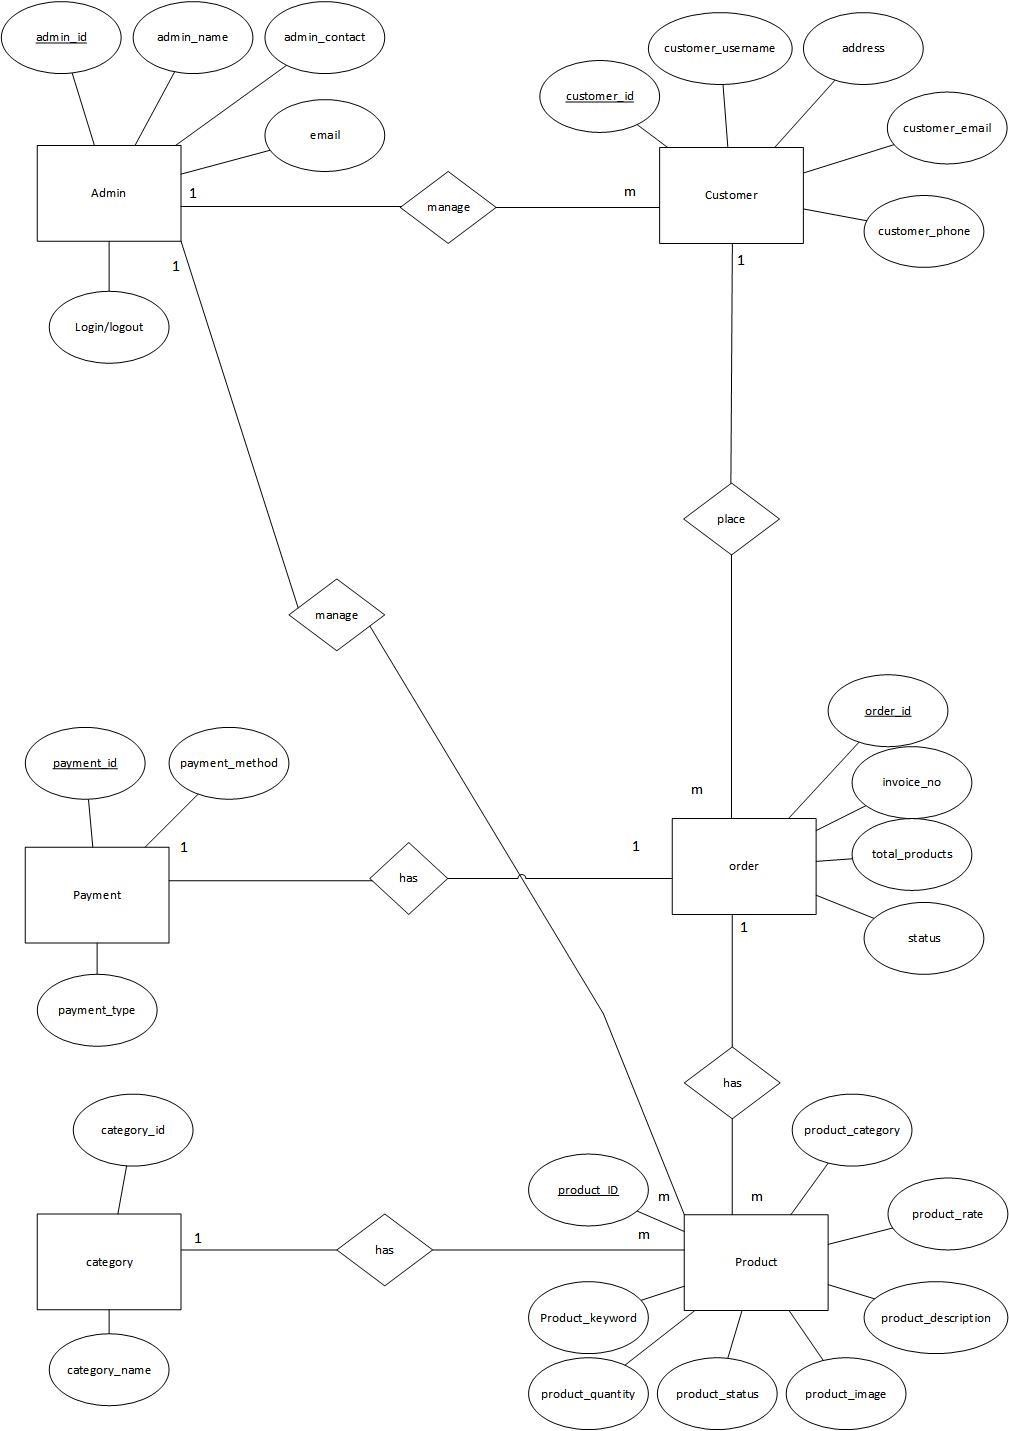 admin_id
admin_name
admin_contact
email
customer_username
address
customer_id
customer_email
customer_phone
Admin
1
manage
m
Customer
1
1
Login/logout
place
manage
order_id
invoice_no
total_products
status
payment_id
payment_method
m
1
1
Payment
has
order
1
payment_type
has
category_id
product_category
product_ID
m
m
product_rate
category
1
has
m
Product
Product_keyword
product_description
category_name
product_quantity
product_status
product_image